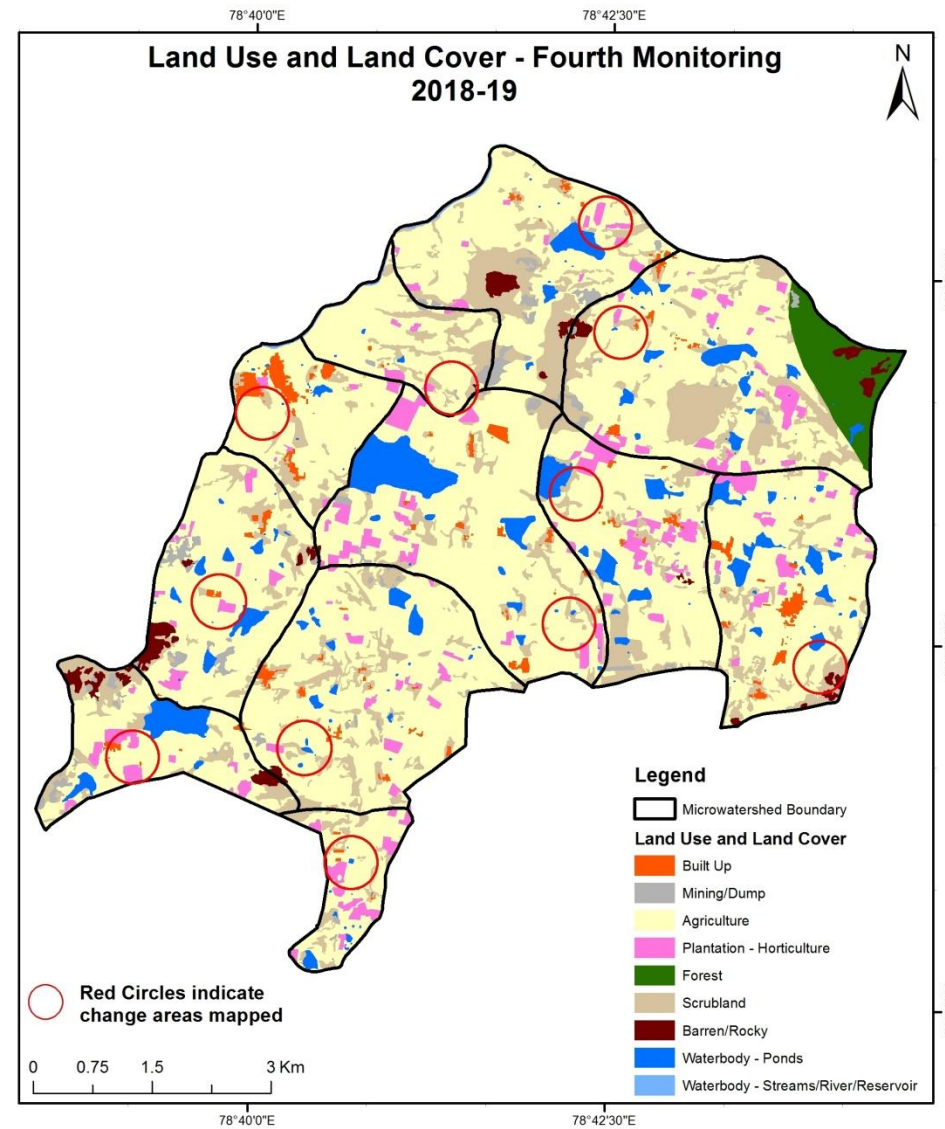 78°40'0"E
78°42'30"E
Land Use and Land Cover - Fourth Monitoring
2018-19
N
Legend
Microwatershed Boundary
Land Use and Land Cover
Built Up
Mining/Dump
Agriculture
Plantation - Horticulture
Forest
Scrubland
Barren/Rocky
Waterbody - Ponds
Waterbody - Streams/River/Reservoir
Red Circles indicate
change areas mapped
0 0.75 1.5 3 Km
78°40'0"E
78°42'30"E